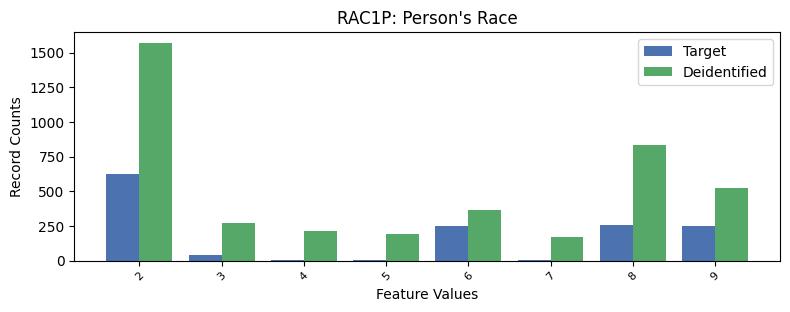 RAC1P: Person's Race
Target
Deidentified
Record Counts
1500
1250
1000
750
500
250
0
2 3 4 5 6 7 8 9
Feature Values